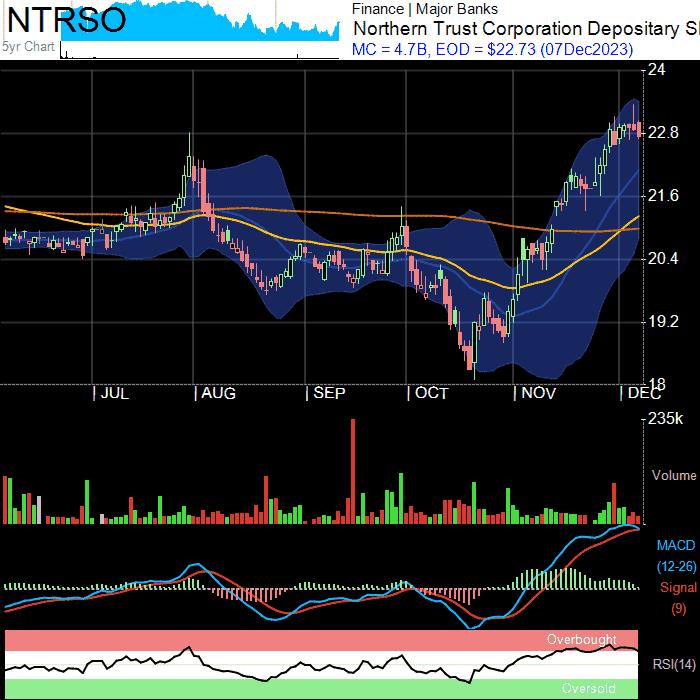 NTRSO
5yr Chart
Finance | Major Banks
Northern Trust Corporation Depositary S
MC = 4.7B, EOD = $22.73 (07Dec2023)
24
22.8
21.6
20.4
19.2
18
JUL AUG SEP OCT NOV DEC
235k
Volume
MACD
(12-26)
Signal
(9)
Overbought
RSI(14)
Oversold